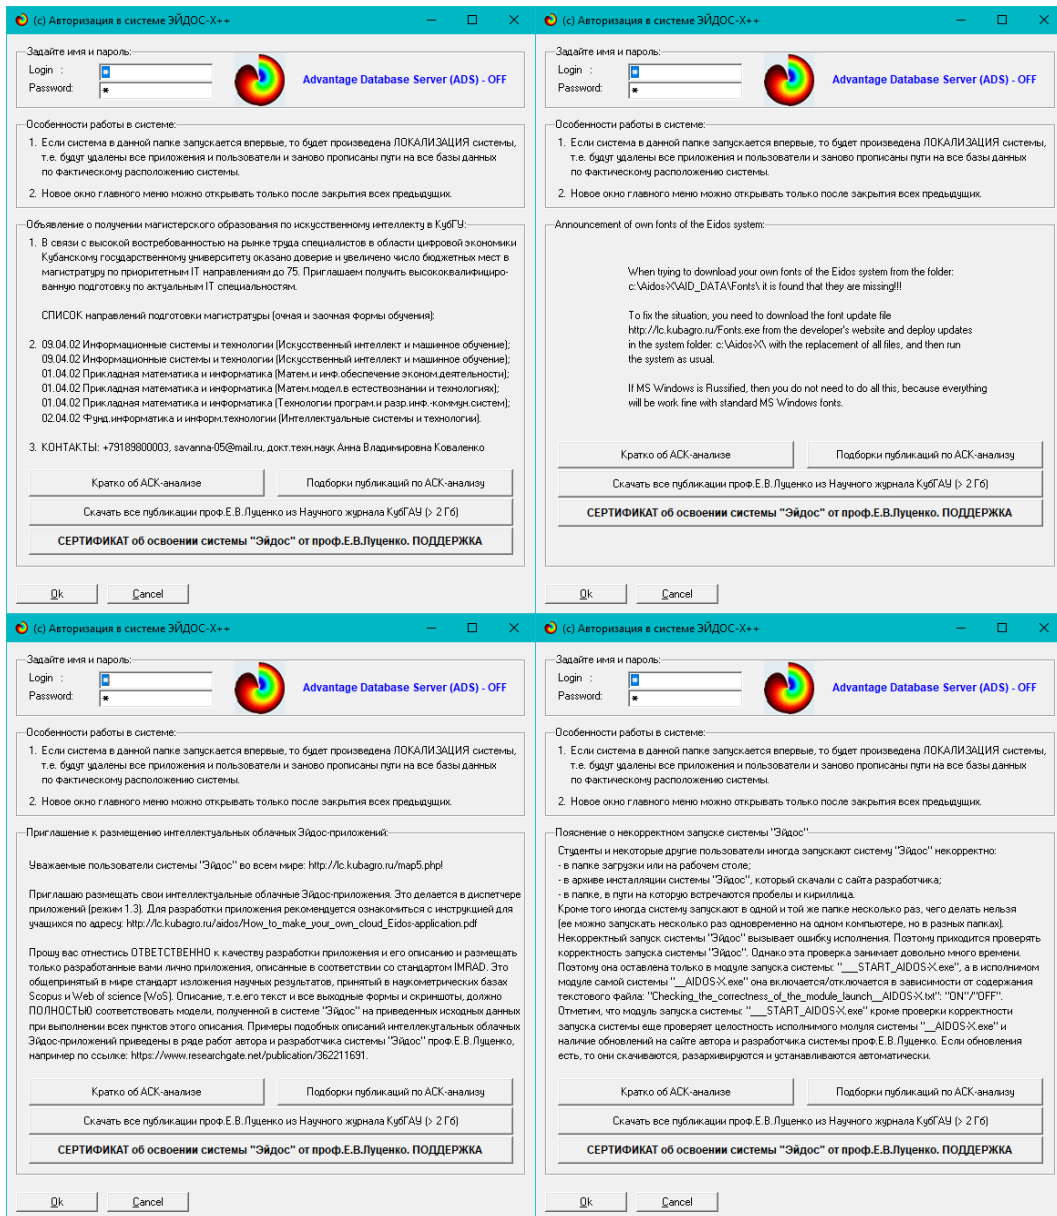 (c) Авторизация в системе ЭЙДОС-X++
Задайте имя и пароль:
Login :
*
Password:
*
Advantage Database Server (ADS) - OFF
Особенности работы в системе:
1. Если система в данной папке запускается впервые, то будет произведена ЛОКАЛИЗАЦИЯ системы,
т.е. будут удалены все приложения и пользователи и заново прописаны пути на все базы данных
по фактическому расположению системы.
2. Новое окно главного меню можно открывать только после закрытия всех предыдущих.
Объявление о получении магистерского образования по искусственному интеллекту в КубГУ:
1. В связи с высокой востребованностью на рынке труда специалистов в области цифровой экономики
Кубанскому государственному университету оказано доверие и увеличено число бюджетных мест в
магистратуру по приоритетным IT направлениям до 75. Приглашаем получить высококвалифициро-
ванную подготовку по актуальным IT специальностям.
СПИСОК направлений подготовки магистратуры (очная и заочная формы обучения):
2. 09.04.02 Информационные системы и технологии (Искусственный интеллект и машинное обучение);
09.04.02 Информационные системы и технологии (Искусственный интеллект и машинное обучение);
01.04.02 Прикладная математика и информатика (Матем.и инф.обеспечение эконом.деятельности);
01.04.02 Прикладная математика и информатика (Матем.модел.в естествознании и технологиях);
01.04.02 Прикладная математика и информатика (Технологии програм.и разр.инф.-коммун.систем);
02.04.02 Фунд.информатика и информ.технологии (Интеллектуальные системы и технологии).
3. КОНТАКТЫ: +79189800003, savanna-05@mail.ru, докт.техн.наук Анна Владимировна Коваленко
Кратко об АСК-анализе
Подборки публикаций по АСК-анализу
Скачать все публикации проф.Е.В.Луценко из Научного журнала КубГАУ (> 2 Гб)
СЕРТИФИКАТ об освоении системы "Эйдос" от проф.Е.В.Луценко. ПОДДЕРЖКА
Ok
Cancel
(c) Авторизация в системе ЭЙДОС-X++
Задайте имя и пароль:
Login :
*
Password:
*
Advantage Database Server (ADS) - OFF
Особенности работы в системе:
1. Если система в данной папке запускается впервые, то будет произведена ЛОКАЛИЗАЦИЯ системы,
т.е. будут удалены все приложения и пользователи и заново прописаны пути на все базы данных
по фактическому расположению системы.
2. Новое окно главного меню можно открывать только после закрытия всех предыдущих.
Announcement of own fonts of the Eidos system:
When trying to download your own fonts of the Eidos system from the folder:
c:\Aidos-X\AID_DATA\Fonts\ it is found that they are missing!!!
To fix the situation, you need to download the font update file
http://lc.kubagro.ru/Fonts.exe from the developer's website and deploy updates
in the system folder: c:\Aidos-X\ with the replacement of all files, and then run
the system as usual.
If MS Windows is Russified, then you do not need to do all this, because everything
will be work fine with standard MS Windows fonts.
Кратко об АСК-анализе
Подборки публикаций по АСК-анализу
Скачать все публикации проф.Е.В.Луценко из Научного журнала КубГАУ (> 2 Гб)
СЕРТИФИКАТ об освоении системы "Эйдос" от проф.Е.В.Луценко. ПОДДЕРЖКА
Ok
Cancel
(c) Авторизация в системе ЭЙДОС-X++
Задайте имя и пароль:
Login :
*
Password:
*
Advantage Database Server (ADS) - OFF
Особенности работы в системе:
1. Если система в данной папке запускается впервые, то будет произведена ЛОКАЛИЗАЦИЯ системы,
т.е. будут удалены все приложения и пользователи и заново прописаны пути на все базы данных
по фактическому расположению системы.
2. Новое окно главного меню можно открывать только после закрытия всех предыдущих.
Приглашение к размещению интеллектуальных облачных Эйдос-приложений:
Уважаемые пользователи системы "Эйдос" во всем мире: http://lc.kubagro.ru/map5.php!
Приглашаю размещать свои интеллектуальные облачные Эйдос-приложения. Это делается в диспетчере
приложений (режим 1.3). Для разработки приложения рекомендуется ознакомиться с инструкцией для
учащихся по адресу: http://lc.kubagro.ru/aidos/How_to_make_your_own_cloud_Eidos-application.pdf
Прошу вас отнестись ОТВЕТСТВЕННО к качеству разработки приложения и его описанию и размещать
только разработанные вами лично приложения, описанные в соответствии со стандартом IMRAD. Это
общепринятый в мире стандарт изложения научных результатов, принятый в наукометрических базах
Scopus и Web of science (WoS). Описание, т.е.его текст и все выходные формы и скриншоты, должно
ПОЛНОСТЬЮ соответствовать модели, полученной в системе "Эйдос" на приведенных исходных данных
при выполнении всех пунктов этого описания. Примеры подобных описаний интеллектуальных облачных
Эйдос-приложений приведены в ряде работ автора и разработчика системы "Эйдос" проф.Е.В.Луценко,
например по ссылке: https://www.researchgate.net/publication/362211691.
Кратко об АСК-анализе
Подборки публикаций по АСК-анализу
Скачать все публикации проф.Е.В.Луценко из Научного журнала КубГАУ (> 2 Гб)
СЕРТИФИКАТ об освоении системы "Эйдос" от проф.Е.В.Луценко. ПОДДЕРЖКА
Ok
Cancel
(c) Авторизация в системе ЭЙДОС-X++
Задайте имя и пароль:
Login :
*
Password:
*
Advantage Database Server (ADS) - OFF
Особенности работы в системе:
1. Если система в данной папке запускается впервые, то будет произведена ЛОКАЛИЗАЦИЯ системы,
т.е. будут удалены все приложения и пользователи и заново прописаны пути на все базы данных
по фактическому расположению системы.
2. Новое окно главного меню можно открывать только после закрытия всех предыдущих.
Пояснение о некорректном запуске системы "Эйдос"
Студенты и некоторые другие пользователи иногда запускают систему "Эйдос" некорректно:
- в папке загрузки или на рабочем столе;
- в архиве инсталляции системы "Эйдос", который скачали с сайта разработчика;
- в папке, в пути на которую встречаются пробелы и кириллица.
Кроме того иногда систему запускают в одной и той же папке несколько раз, чего делать нельзя
(ее можно запускать несколько раз одновременно на одном компьютере, но в разных папках).
Некорректный запуск системы "Эйдос" вызывает ошибку исполнения. Поэтому приходится проверять
корректность запуска системы "Эйдос". Однако эта проверка занимает довольно много времени.
Поэтому она оставлена только в модуле запуска системы: "___START_AIDOS-X.exe", а в исполнимом
модуле самой системы "__AIDOS-X.exe" она включается/отключается в зависимости от содержания
текстового файла: "Checking_the_correctness_of_the_module_launch__AIDOS-X.txt": "ON"/"OFF".
Отметим, что модуль запуска системы: "___START_AIDOS-X.exe" кроме проверки корректности
запуска системы еще проверяет целостность исполнимого молуля системы "__AIDOS-X.exe" и
наличие обновлений на сайте автора и разработчика системы проф.Е.В.Луценко. Если обновления
есть, то они скачиваются, разархивируются и устанавливаются автоматически.
Кратко об АСК-анализе
Подборки публикаций по АСК-анализу
Скачать все публикации проф.Е.В.Луценко из Научного журнала КубГАУ (> 2 Гб)
СЕРТИФИКАТ об освоении системы "Эйдос" от проф.Е.В.Луценко. ПОДДЕРЖКА
Ok
Cancel